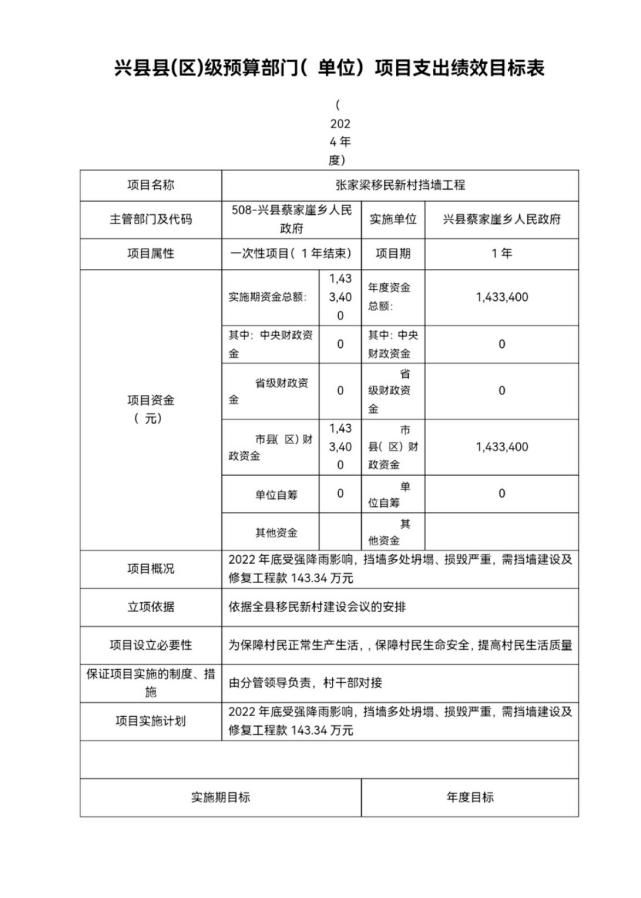 兴县县(区)级预算部门( 单位) 项目支出绩效目标表
(
202
4 年
度)
项目名称
张家梁移民新村挡墙工程
主管部门及代码
508-兴县蔡家崖乡人民
政府
实施单位
兴县蔡家崖乡人民政府
项目属性
一次性项目( 1 年结束)
项目期
1 年
项目资金
( 元)
实施期资金总额:
1,43
3,40
0
年度资金
总额:
1,433,400
其中: 中央财政资
金
0
其中: 中央
财政资金
0
省级财政资
金
0
省
级财政资
金
0
市县( 区) 财
政资金
1,43
3,40
0
市
县( 区) 财
政资金
1,433,400
单位自筹
0
单
位自筹
0
其他资金
其
他资金
项目概况
2022 年底受强降雨影响, 挡墙多处坍塌、损毁严重, 需挡墙建设及
修复工程款 143.34 万元
立项依据
依据全县移民新村建设会议的安排
项目设立必要性
为保障村民正常生产生活, , 保障村民生命安全, 提高村民生活质量
保证项目实施的制度、措
施
由分管领导负责, 村干部对接
项目实施计划
2022 年底受强降雨影响, 挡墙多处坍塌、损毁严重, 需挡墙建设及
修复工程款 143.34 万元
实施期目标
年度目标